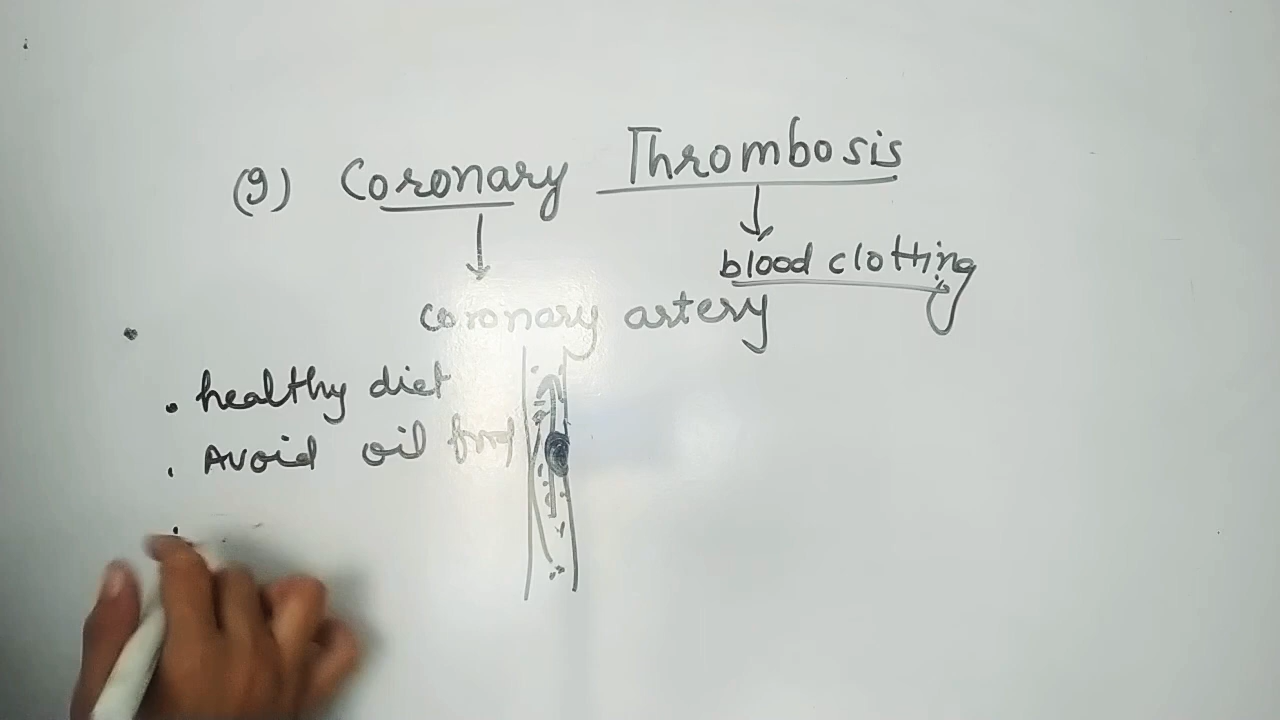 (9) Coronary Thrombosis
blood clotting
coronary artery
. healthy diet
. Avoid oil